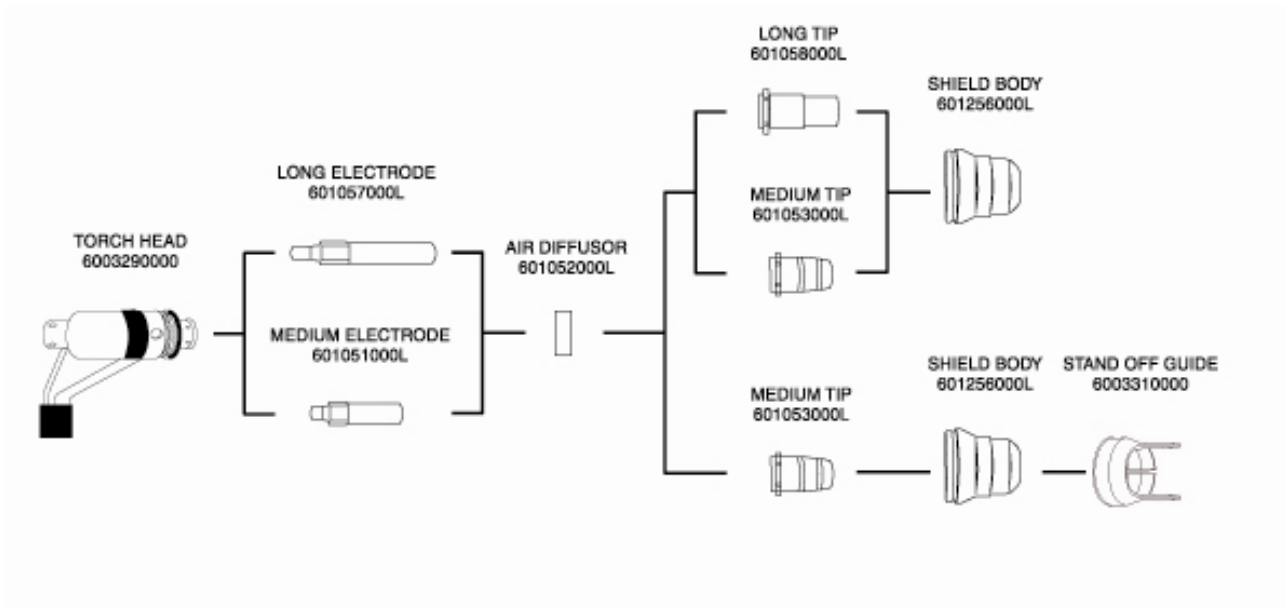 LONG TIP
601058000L
SHIELD BODY
601256000L
LONG ELECTRODE
601057000L
MEDIUM TIP
601053000L
TORCH HEAD
6003290000
AIR DIFFUSOR
601052000L
MEDIUM ELECTRODE
601051000L
SHIELD BODY
601256000L
STAND OFF GUIDE
6003310000
MEDIUM TIP
601053000L